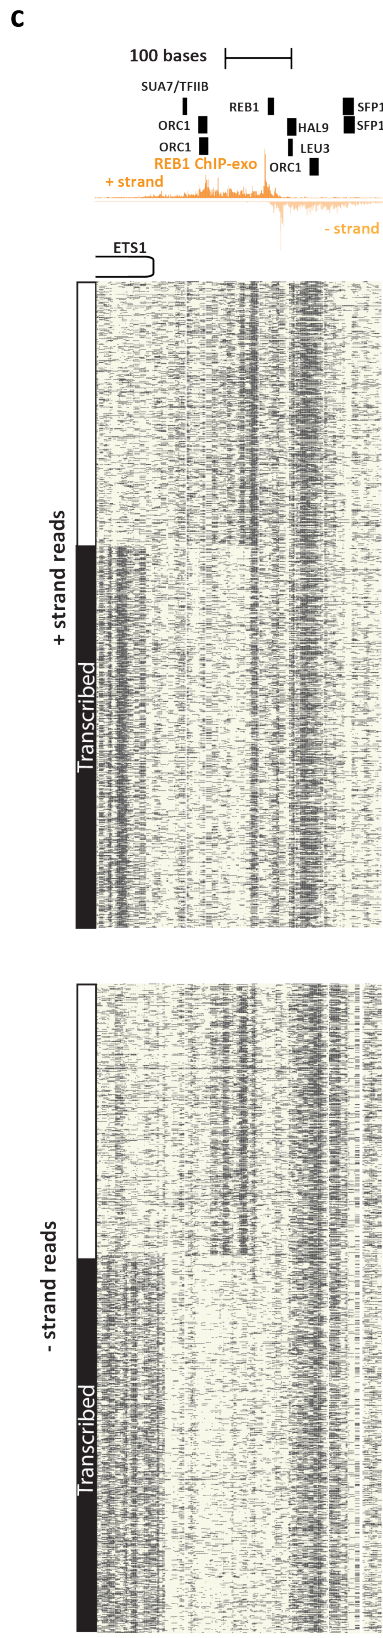 c
100 bases
SUA7/TFIIB
REB1 SFP1
ORC1 HAL9 SFP1
ORC1 LEU3
REB1 ChIP-exo ORC1
+ strand
- strand
ETS1
+ strand reads
Transcribed
- strand reads
Transcribed